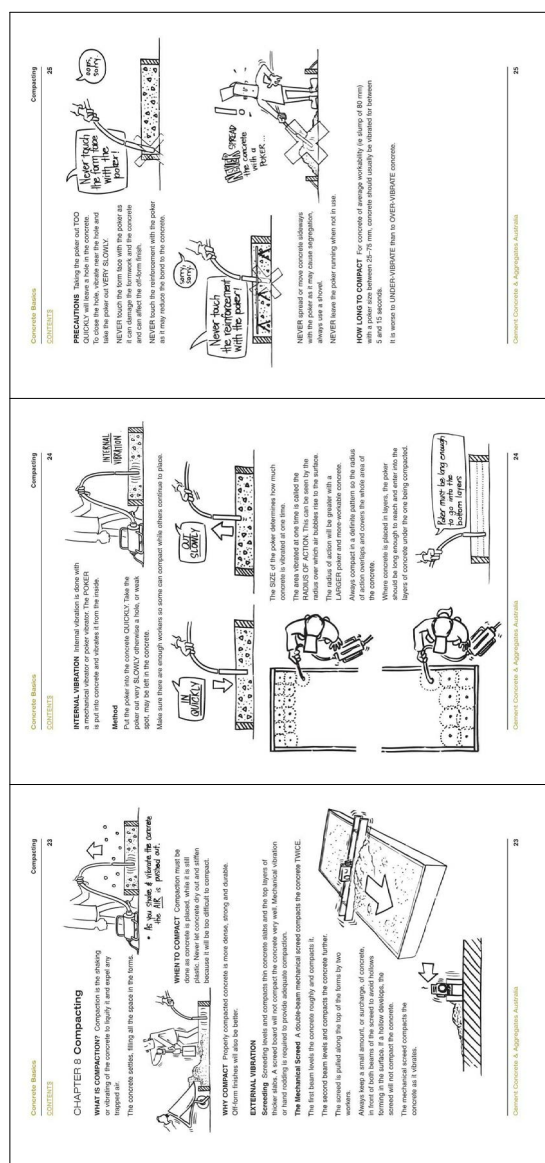 Concrete Basics
Compacting
CONTENTS
23
CHAPTER 8 Compacting
WHAT IS COMPACTION? Compaction is the shaking
or vibrating of the concrete to liquify it and expel any
trapped air.
The concrete settles, filling all the space in the forms.
• As you shake & vibrate the concrete
the AIR is pushed out.
WHEN TO COMPACT Compaction must be
done as concrete is placed, while it is still
plastic. Never let concrete dry out and stiffen
because it will be too difficult to compact.
WHY COMPACT Properly compacted concrete is more dense, strong and durable.
Off-form finishes will also be better.
EXTERNAL VIBRATION
Screeding Screeding levels and compacts thin concrete slabs and the top layers of
thicker slabs. A screed board will not compact the concrete very well. Mechanical vibration
or hand rodding is required to provide adequate compaction.
The Mechanical Screed A double-beam mechanical screed compacts the concrete TWICE.
The first beam levels the concrete roughly and compacts it.
The second beam levels and compacts the concrete further.
The screed is pulled along the top of the forms by two
workers.
Always keep a small amount, or surcharge, of concrete,
in front of both beams of the screed to avoid hollows
forming in the surface. If a hollow develops, the
screed will not compact the concrete.
The mechanical screed compacts the
concrete as it vibrates.
Cement Concrete & Aggregates Australia
23
Concrete Basics
Compacting
CONTENTS
24
INTERNAL VIBRATION Internal vibration is done with
a mechanical vibrator or poker vibrator. The POKER
is put into concrete and vibrates it from the inside.
INTERNAL
VIBRATION
Method
Put the poker into the concrete QUICKLY. Take the
poker out very SLOWLY otherwise a hole, or weak
spot, may be left in the concrete.
Make sure there are enough workers so some can compact while others continue to place.
IN
QUICKLY
OUT
SLOWLY
The SIZE of the poker determines how much
concrete is vibrated at one time.
The area vibrated at one time is called the
RADIUS OF ACTION. This can be seen by the
radius over which air bubbles rise to the surface.
The radius of action will be greater with a
LARGER poker and more-workable concrete.
Always compact in a definite pattern so the radius
of action overlaps and covers the whole area of
the concrete.
Where concrete is placed in layers, the poker
should be long enough to reach and enter into the
layers of concrete under the one being compacted.
Poker must be long enough
to go into the
bottom layers
Cement Concrete & Aggregates Australia
24
Concrete Basics
Compacting
CONTENTS
25
PRECAUTIONS Taking the poker out TOO
QUICKLY will leave a hole in the concrete.
To close the hole, vibrate near the hole and
take the poker out VERY SLOWLY.
NEVER touch the form face with the poker as
it can damage the formwork and the concrete
and can affect the off-form finish.
NEVER touch the reinforcement with the poker
as it may reduce the bond to the concrete.
Never touch
the form face
with the
poker!
oops,
sorry.
Never touch
the reinforcement
with the poker!
sorry,
sorry.
NEVER SPREAD
the concrete
with a
POKER...
NEVER spread or move concrete sideways
with the poker as it may cause segregation,
always use a shovel.
NEVER leave the poker running when not in use.
HOW LONG TO COMPACT For concrete of average workability (ie slump of 80 mm)
with a poker size between 25–75 mm, concrete should usually be vibrated for between
5 and 15 seconds.
It is worse to UNDER-VIBRATE than to OVER-VIBRATE concrete.
Cement Concrete & Aggregates Australia
25